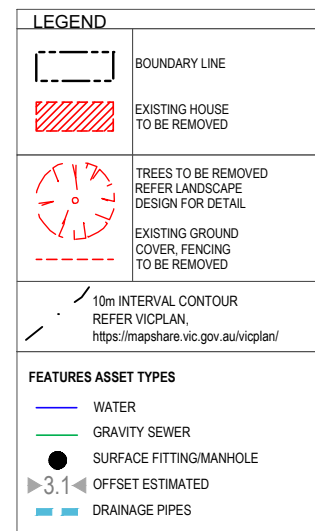 LEGEND
BOUNDARY LINE
EXISTING HOUSE
TO BE REMOVED
TREES TO BE REMOVED
REFER LANDSCAPE
DESIGN FOR DETAIL
EXISTING GROUND
COVER, FENCING
TO BE REMOVED
10m INTERVAL CONTOUR
REFER VICPLAN,
https://mapshare.vic.gov.au/vicplan/
FEATURES ASSET TYPES
WATER
GRAVITY SEWER
SURFACE FITTING/MANHOLE
3.1 OFFSET ESTIMATED
DRAINAGE PIPES